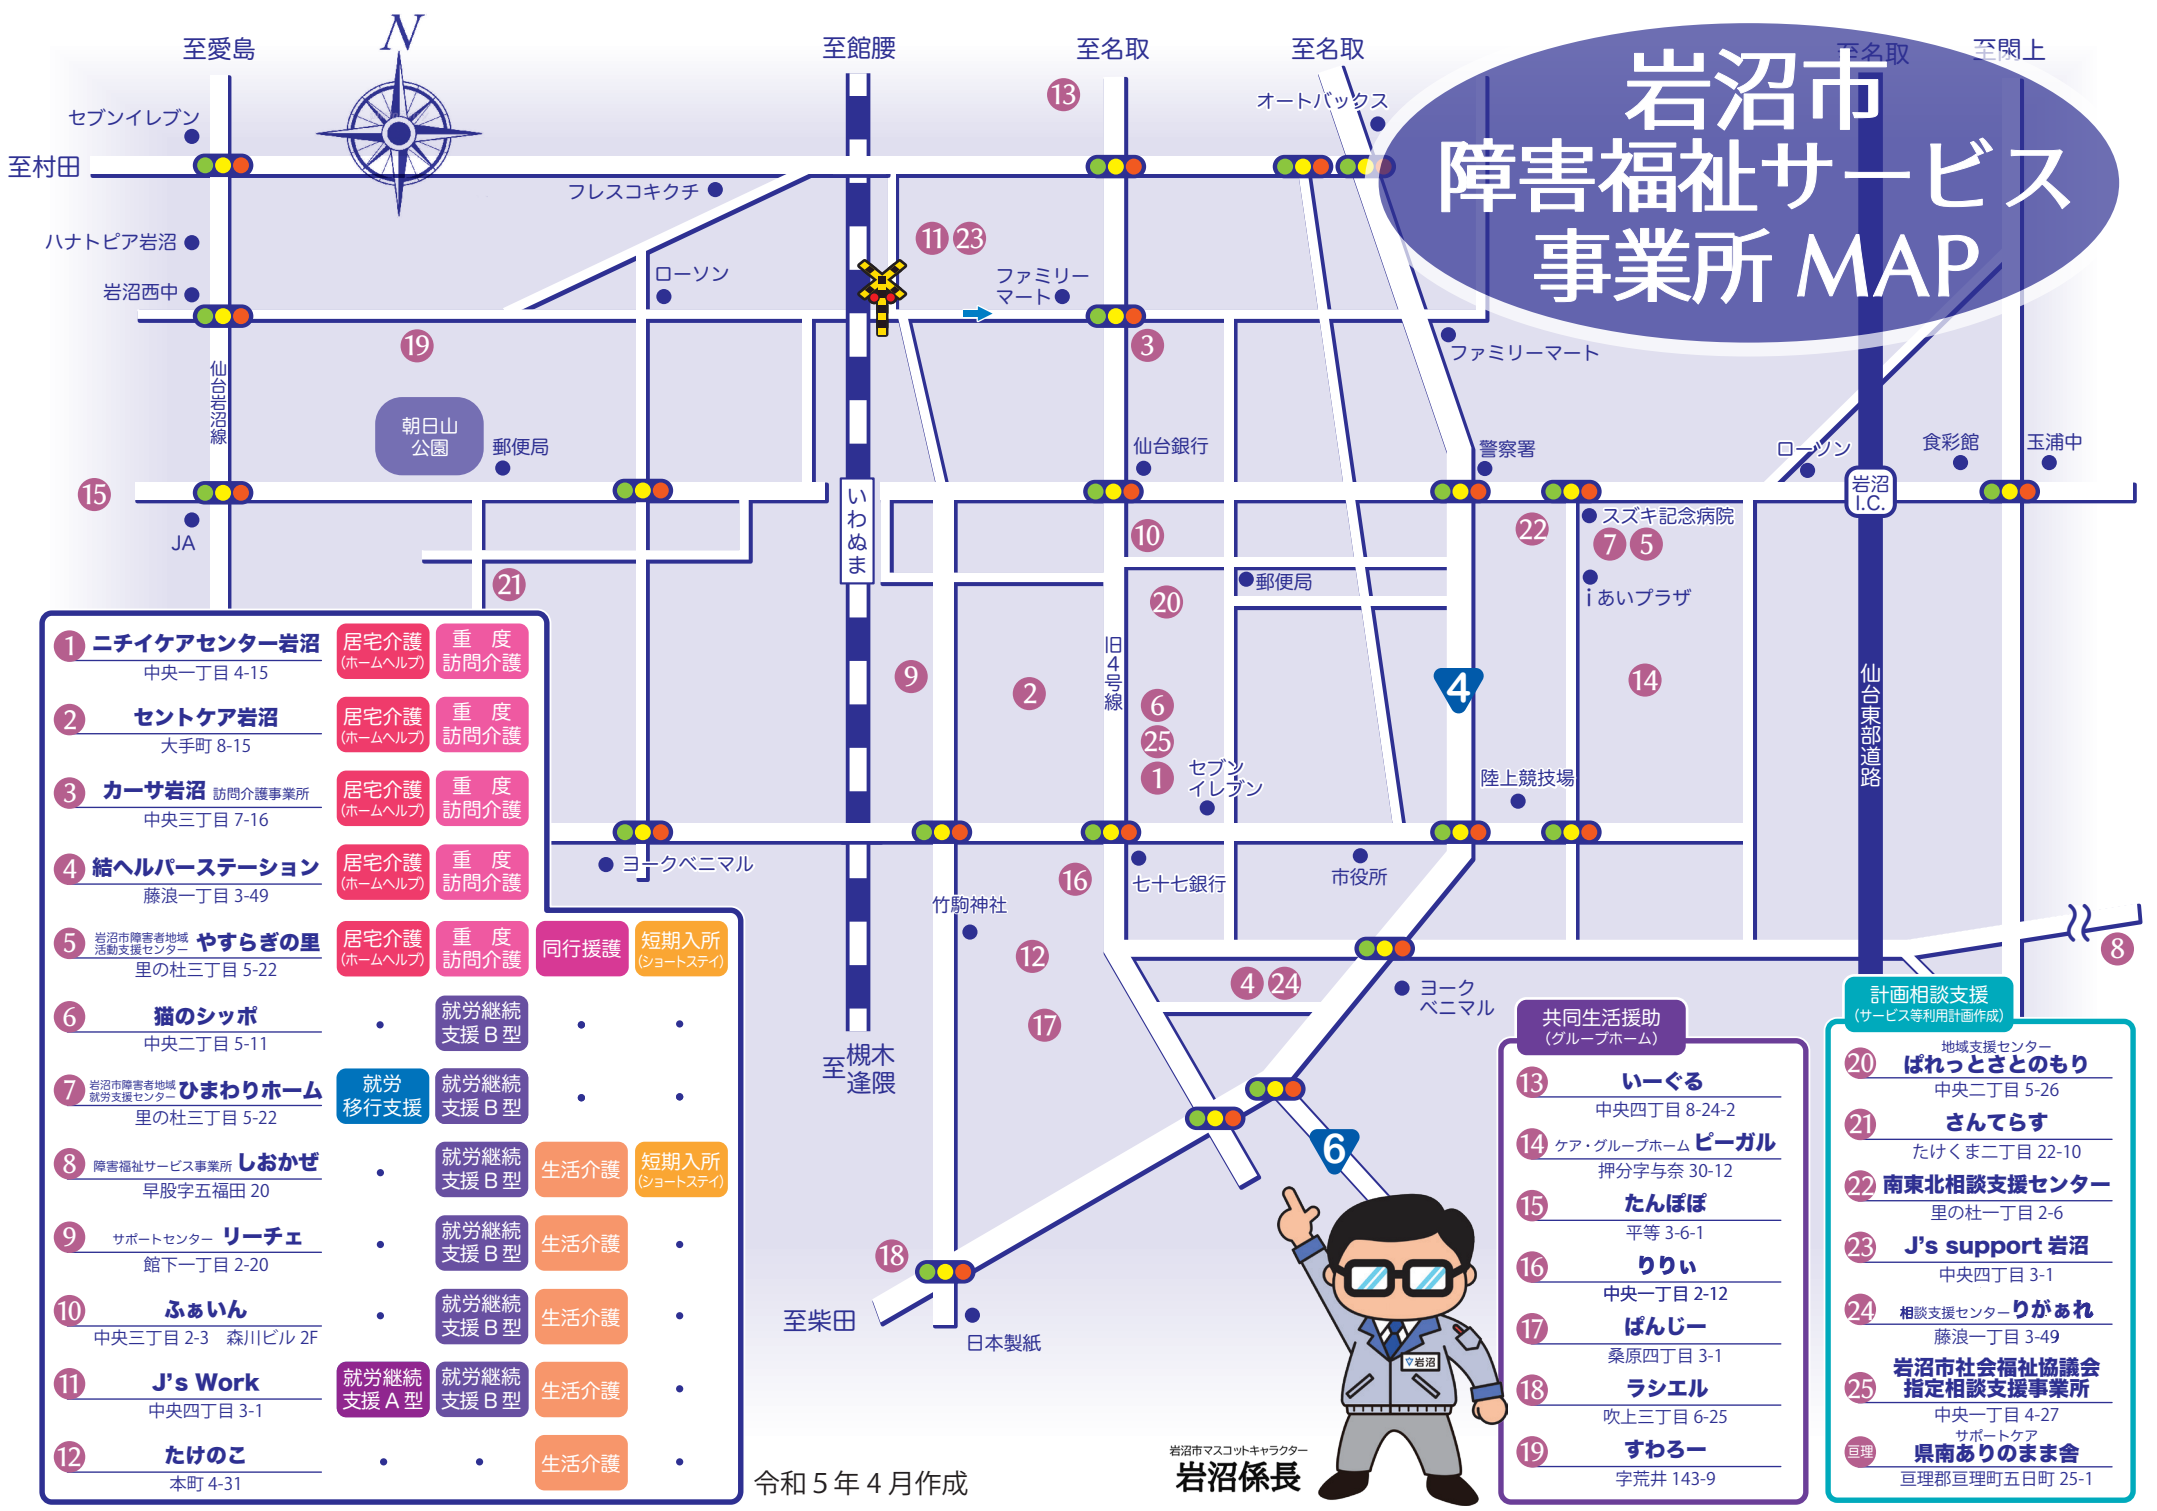 岩沼市
障害福祉サービス
事業所 MAP
N
至愛島
至館腰
至名取
至名取
至名取
至閖上
セブンイレブン
至村田
オートバックス
フレスコキクチ
ハナトピア岩沼
岩沼西中
ローソン
ファミリー
マート
ファミリーマート
13
11
23
19
3
仙台岩沼線
朝日山
公園
郵便局
仙台銀行
警察署
ローソン
食彩館
玉浦中
岩沼
I.C.
15
JA
いわぬま
10
22
スズキ記念病院
7
5
iあいプラザ
郵便局
21
20
旧4号線
9
2
6
25
1
4
14
仙台東部道路
セブン
イレブン
陸上競技場
ヨークベニマル
七十七銀行
市役所
16
竹駒神社
12
17
4
24
ヨーク
ベニマル
8
至槻木
逢隈
6
18
至柴田
日本製紙
1 ニチイケアセンター岩沼
中央一丁目 4-15
居宅介護
(ホームヘルプ)
重 度
訪問介護
2 セントケア岩沼
大手町 8-15
居宅介護
(ホームヘルプ)
重 度
訪問介護
3 カーサ岩沼 訪問介護事業所
中央三丁目 7-16
居宅介護
(ホームヘルプ)
重 度
訪問介護
4 結ヘルパーステーション
藤浪一丁目 3-49
居宅介護
(ホームヘルプ)
重 度
訪問介護
5 岩沼市障害者地域
活動支援センター やすらぎの里
里の杜三丁目 5-22
居宅介護
(ホームヘルプ)
重 度
訪問介護
同行援護
短期入所
(ショートステイ)
6 猫のシッポ
中央二丁目 5-11
・
就労継続
支援 B 型
・
・
7 岩沼市障害者地域
就労支援センター ひまわりホーム
里の杜三丁目 5-22
就労
移行支援
就労継続
支援 B 型
・
・
8 障害福祉サービス事業所 しおかぜ
早股字五福田 20
・
就労継続
支援 B 型
生活介護
短期入所
(ショートステイ)
9 サポートセンター リーチェ
館下一丁目 2-20
・
就労継続
支援 B 型
生活介護
・
10 ふぁいん
中央三丁目 2-3 森川ビル 2F
・
就労継続
支援 B 型
生活介護
・
11 J's Work
中央四丁目 3-1
就労継続
支援 A 型
就労継続
支援 B 型
生活介護
・
12 たけのこ
本町 4-31
・
・
生活介護
・
令和 5 年 4 月作成
岩沼市マスコットキャラクター
岩沼係長
岩沼
共同生活援助
(グループホーム)
13 いーぐる
中央四丁目 8-24-2
14 ケア・グループホーム ピーガル
押分字与奈 30-12
15 たんぽぽ
平等 3-6-1
16 りりぃ
中央一丁目 2-12
17 ぱんじー
桑原四丁目 3-1
18 ラシエル
吹上三丁目 6-25
19 すわろー
字荒井 143-9
計画相談支援
(サービス等利用計画作成)
地域支援センター
20 ぱれっとさとのもり
中央二丁目 5-26
21 さんてらす
たけくま二丁目 22-10
22 南東北相談支援センター
里の杜一丁目 2-6
23 J's support 岩沼
中央四丁目 3-1
24 相談支援センター りがぁれ
藤浪一丁目 3-49
岩沼市社会福祉協議会
25 指定相談支援事業所
中央一丁目 4-27
サポートケア
亘理 県南ありのまま舎
亘理郡亘理町五日町 25-1